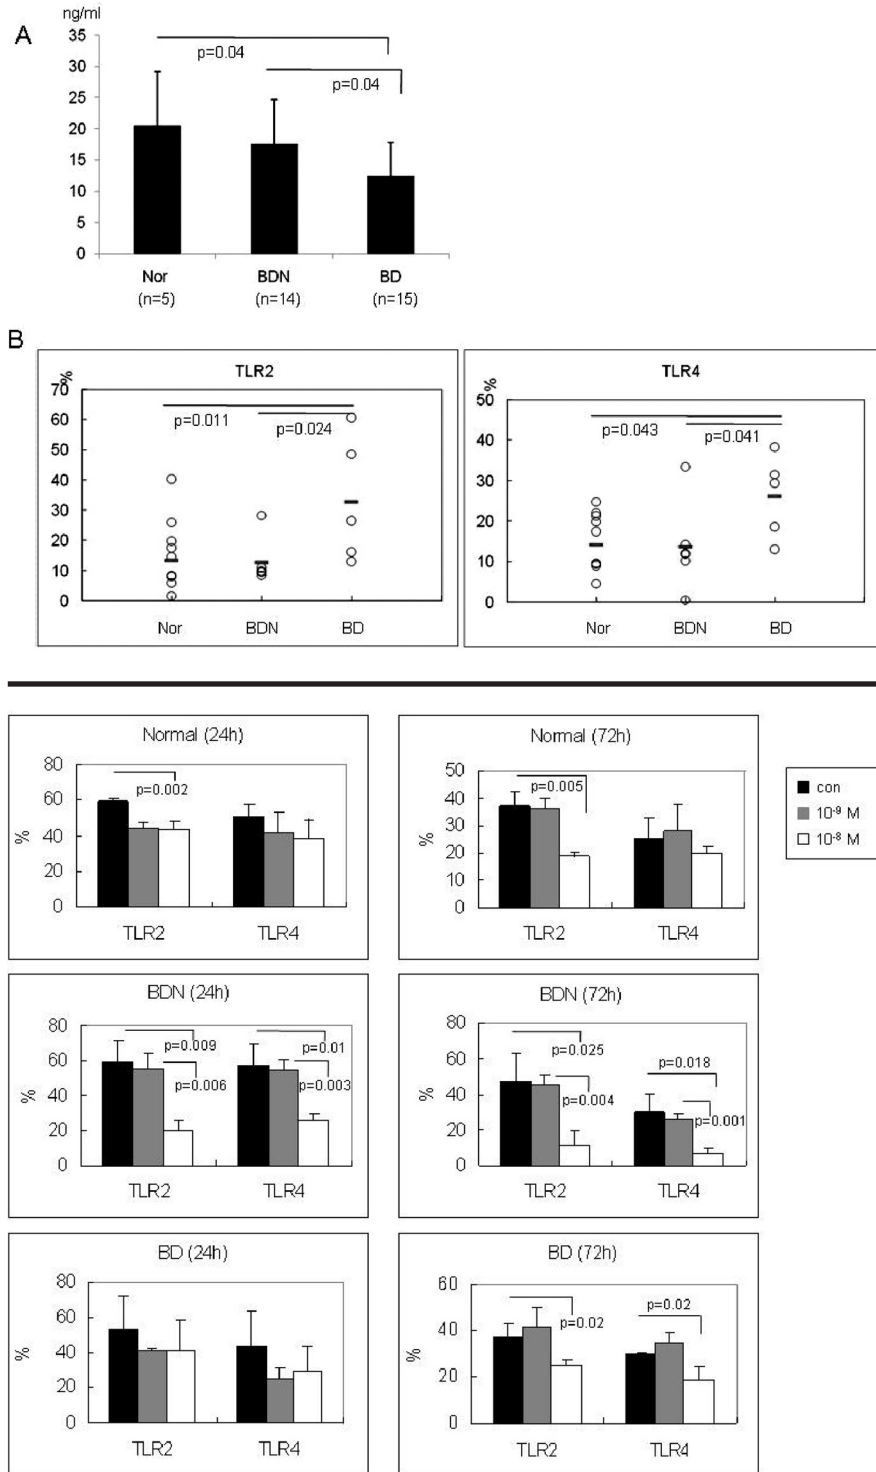 ng/ml
A
35
30
25
20
15
10
5
0
p=0.04
p=0.04
Nor BDN BD
(n=5) (n=14) (n=15)
B
TLR2
%
70
60
50
40
30
20
10
0
p=0.011 p=0.024
Nor BDN BD
TLR4
%
50
40
30
20
10
0
p=0.043 p=0.041
Nor BDN BD
Normal (24h)
80
60
40
20
0
%
p=0.002
TLR2 TLR4
Normal (72h)
50
40
30
20
10
0
%
p=0.005
TLR2 TLR4
con
10⁻⁹ M
10⁻⁸ M
BDN (24h)
80
60
40
20
0
%
p=0.009 p=0.01
p=0.006 p=0.003
TLR2 TLR4
BDN (72h)
80
60
40
20
0
%
p=0.025 p=0.018
p=0.004 p=0.001
TLR2 TLR4
BD (24h)
80
60
40
20
0
%
TLR2 TLR4
BD (72h)
60
40
20
0
%
p=0.02 p=0.02
TLR2 TLR4